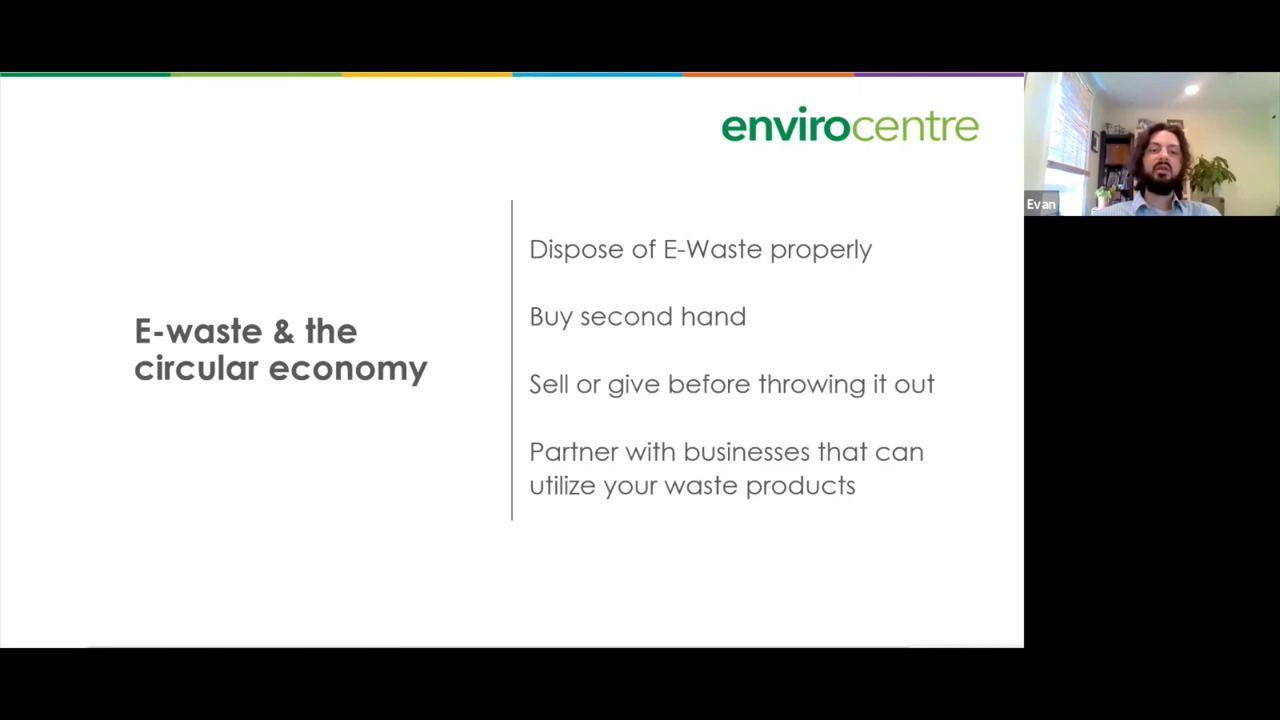 envirocentre
E-waste & the
circular economy
Dispose of E-Waste properly
Buy second hand
Sell or give before throwing it out
Partner with businesses that can
utilize your waste products
Evan